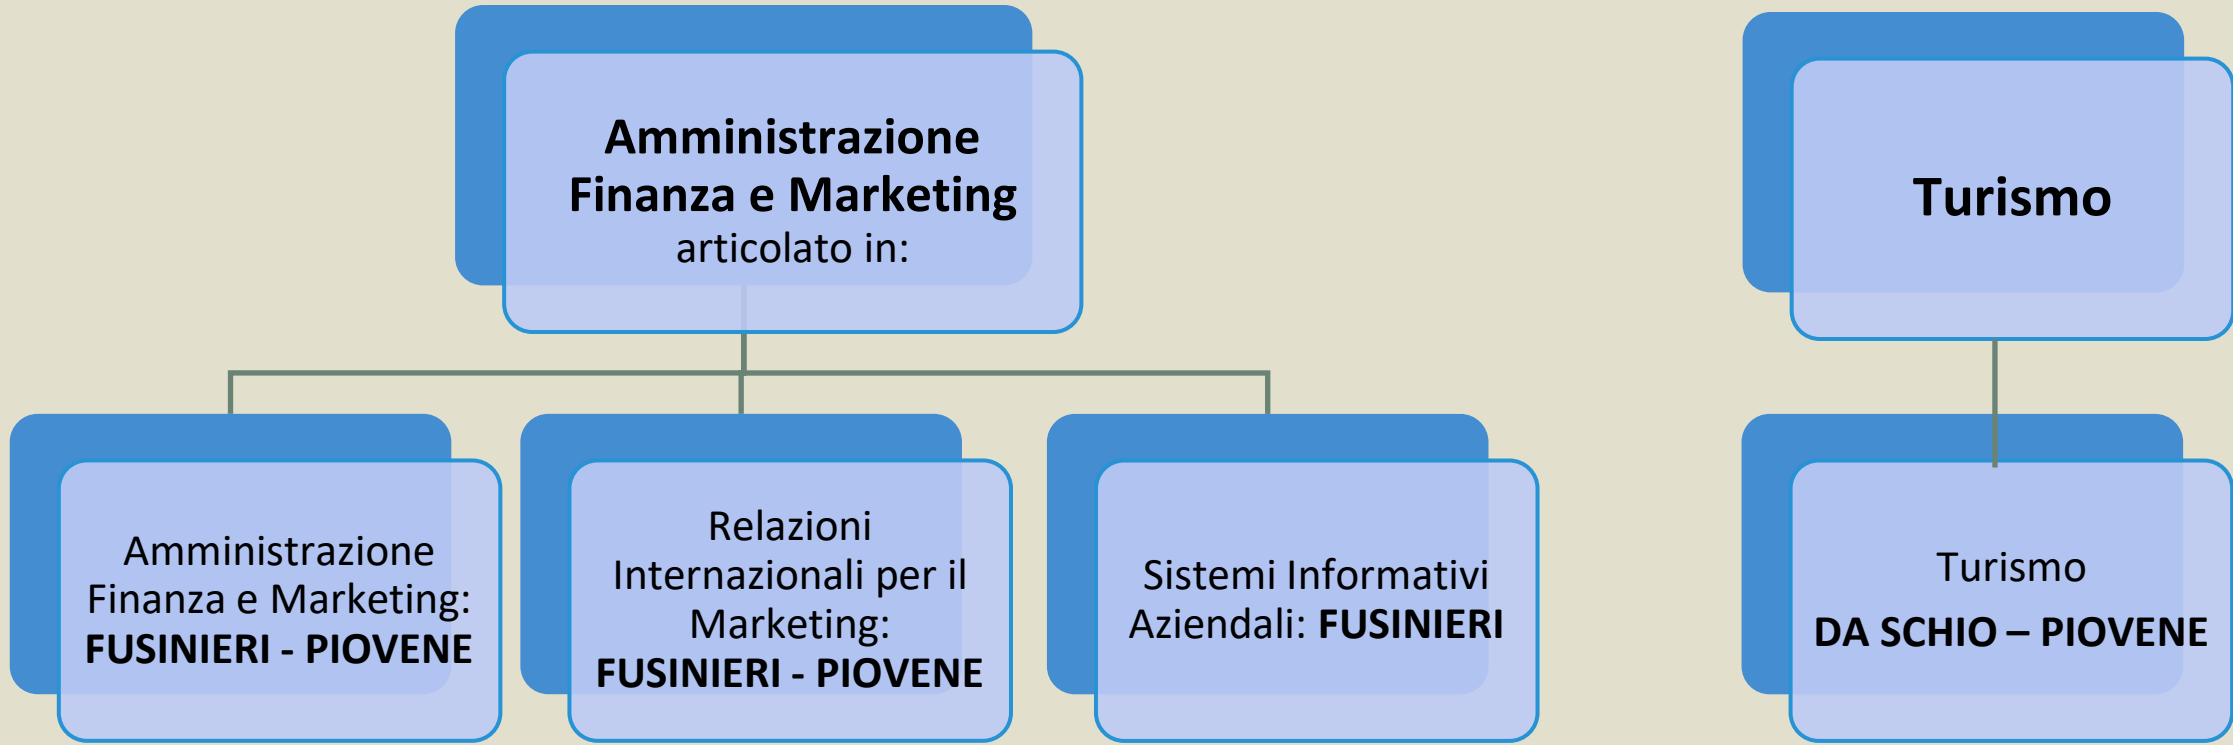 Amministrazione
Finanza e Marketing
articolato in:
Turismo
Amministrazione
Finanza e Marketing:
FUSINIERI - PIOVENE
Relazioni
Internazionali per il
Marketing:
FUSINIERI - PIOVENE
Sistemi Informativi
Aziendali: FUSINIERI
Turismo
DA SCHIO – PIOVENE